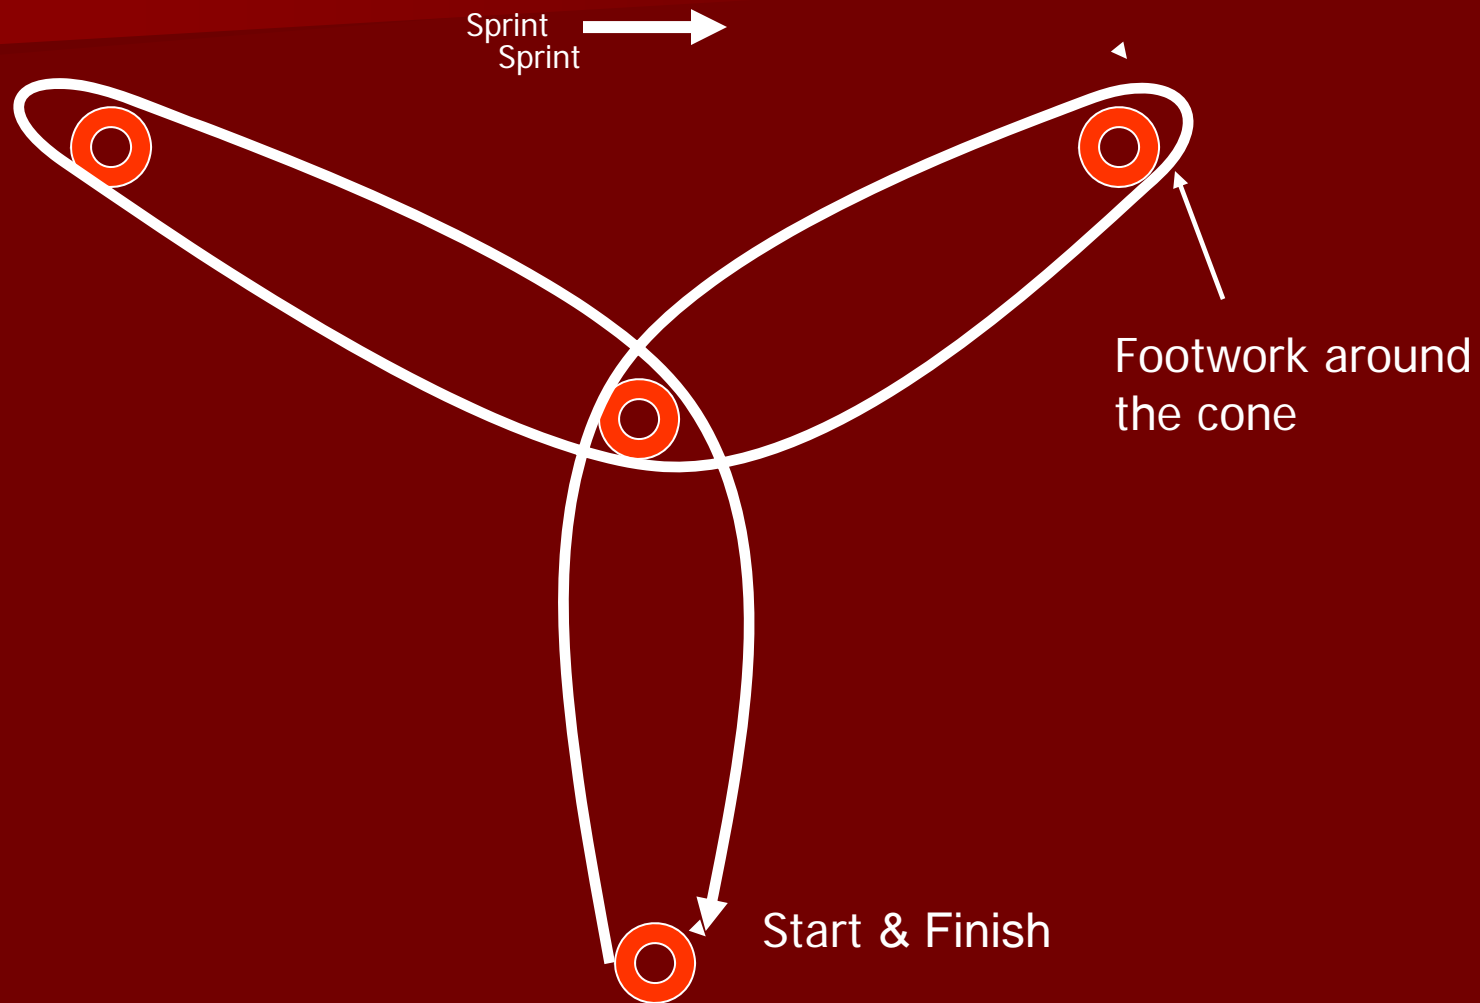 Sprint
Sprint
Footwork around
the cone
Start & Finish